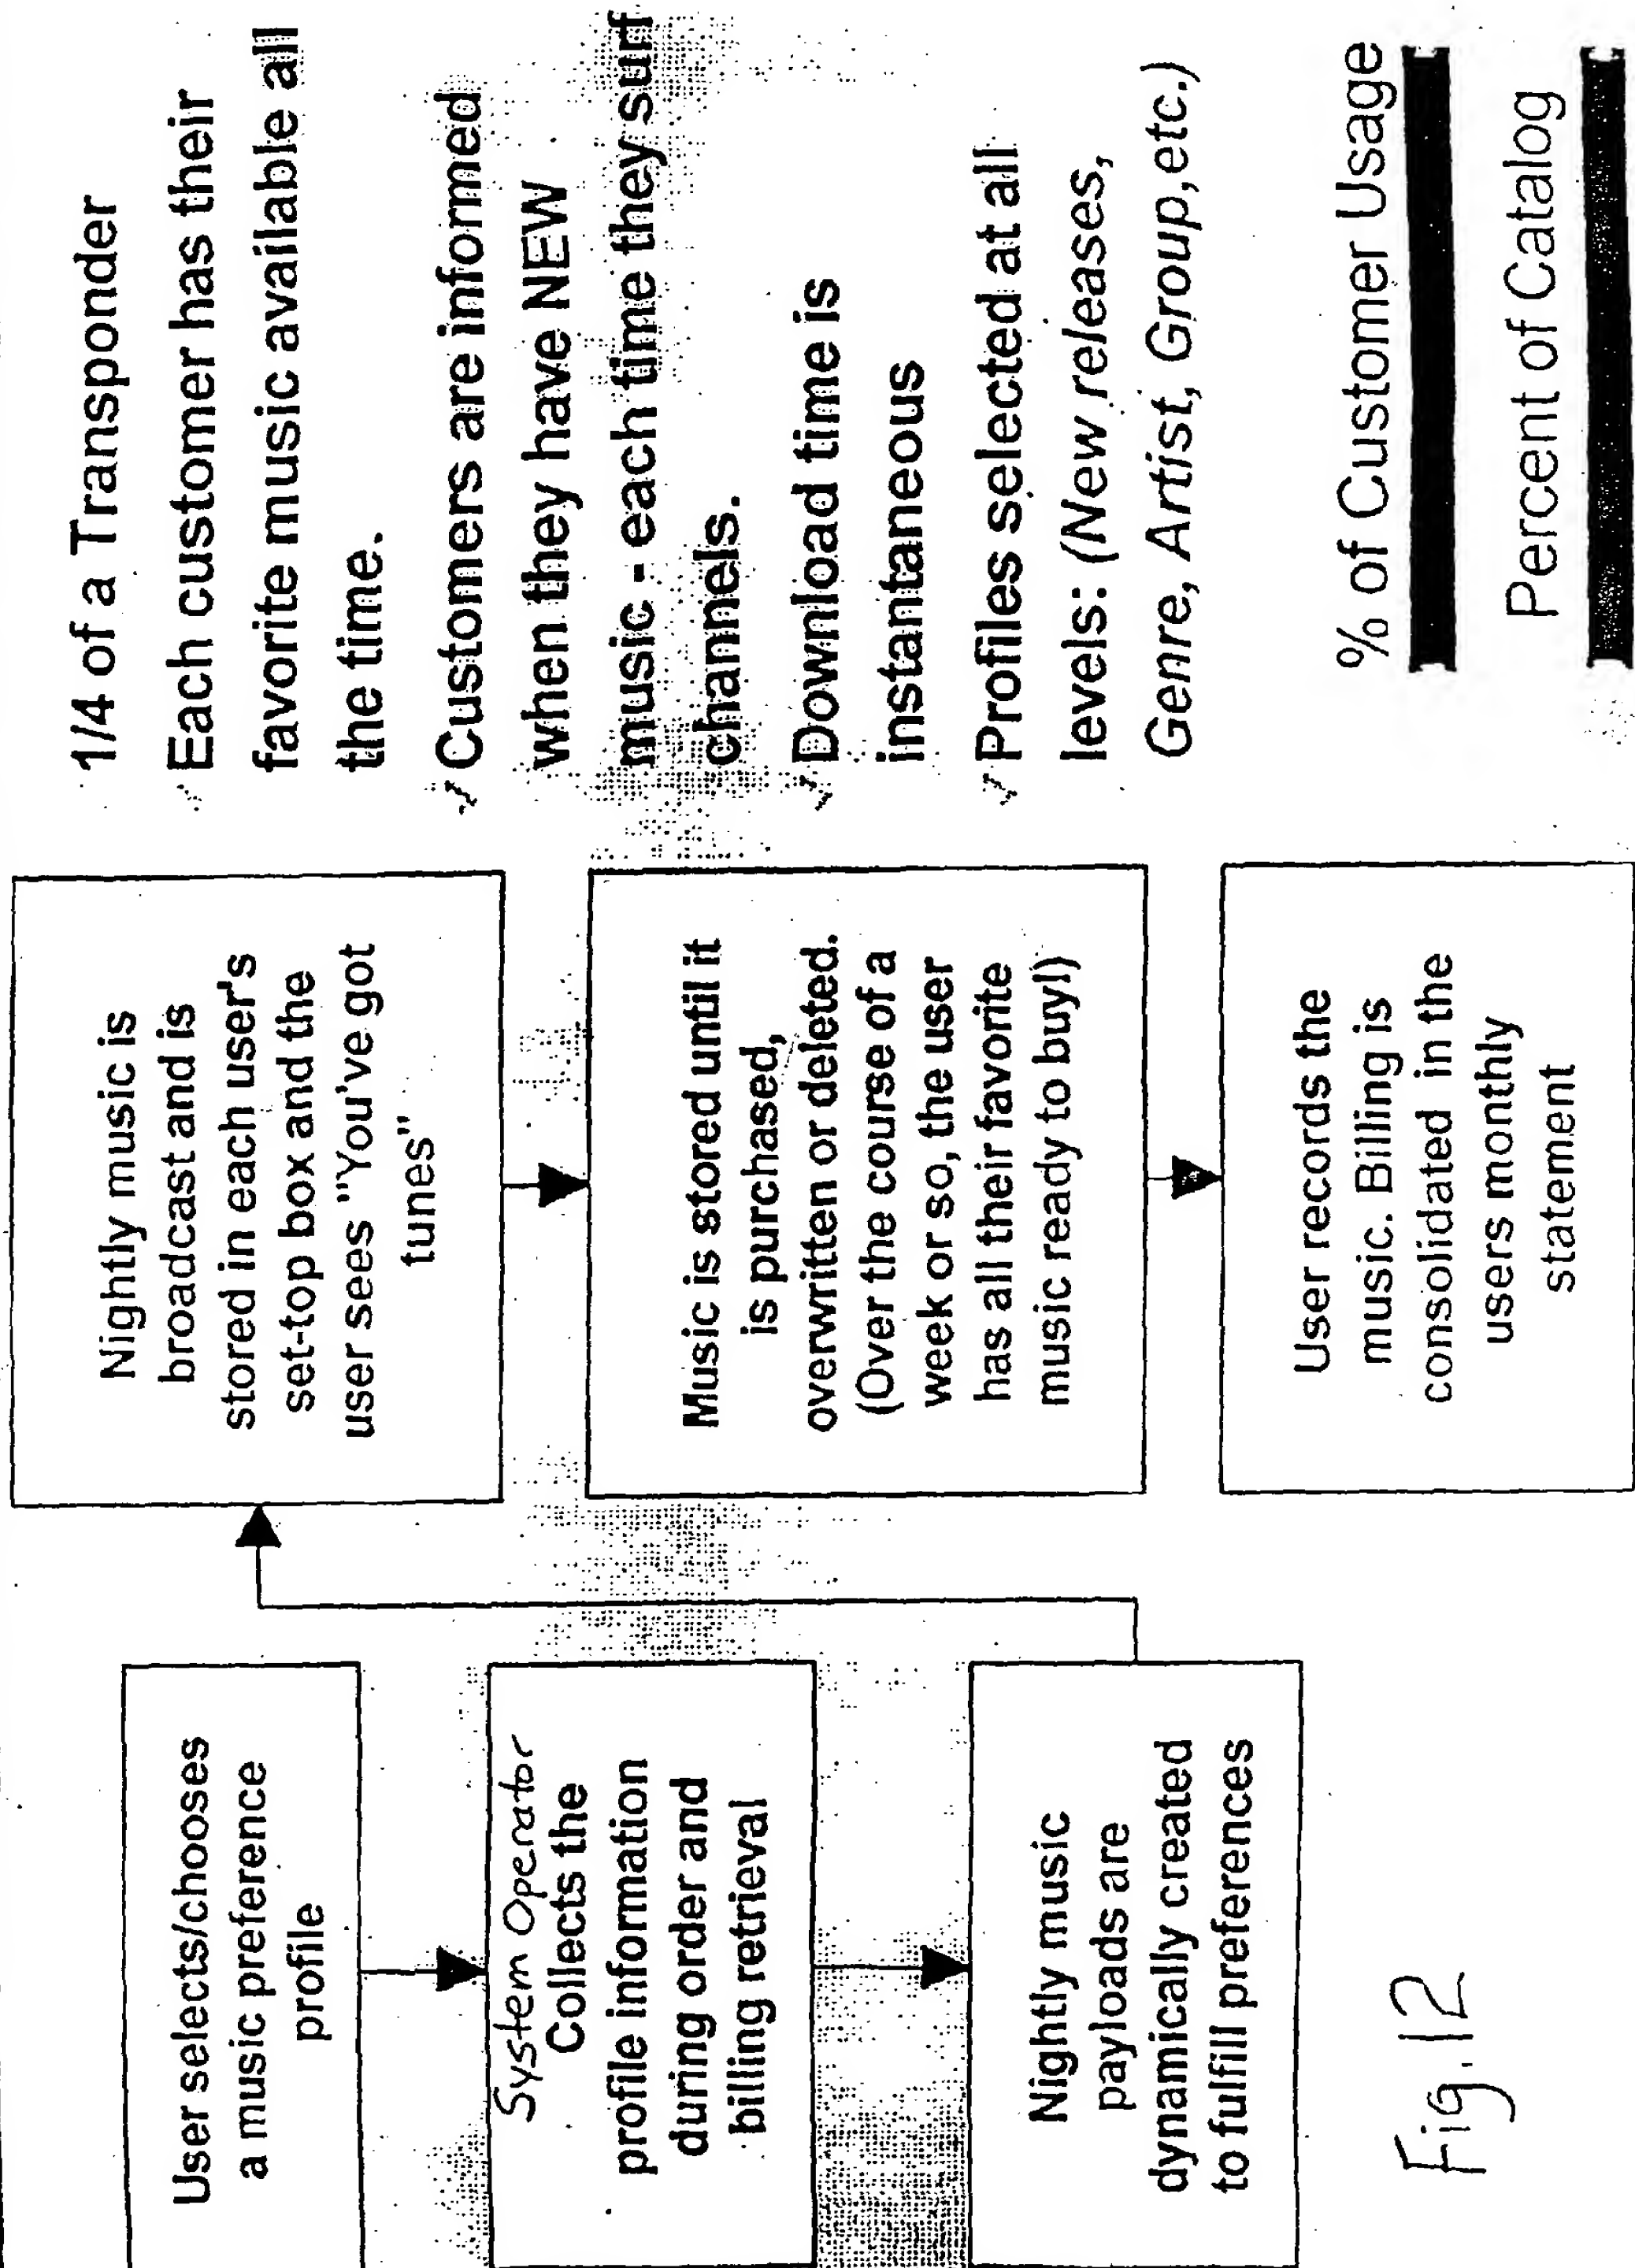 User selects/chooses
a music preference
profile
System Operator
Collects the
profile information
during order and
billing retrieval
Nightly music
payloads are
dynamically created
to fulfill preferences
Nightly music is
broadcast and is
stored in each user's
set-top box and the
user sees "You've got
tunes"
Music is stored until it
is purchased,
overwritten or deleted.
(Over the course of a
week or so, the user
has all their favorite
music ready to buy!)
User records the
music. Billing is
consolidated in the
users monthly
statement
1/4 of a Transponder
Each customer has their
favorite music available all
the time.
Customers are informed
when they have NEW
music - each time they surf
channels.
Download time is
instantaneous
Profiles selected at all
levels: (New releases,
Genre, Artist, Group,etc.)
% of Customer Usage
Percent of Catalog
Fig.12